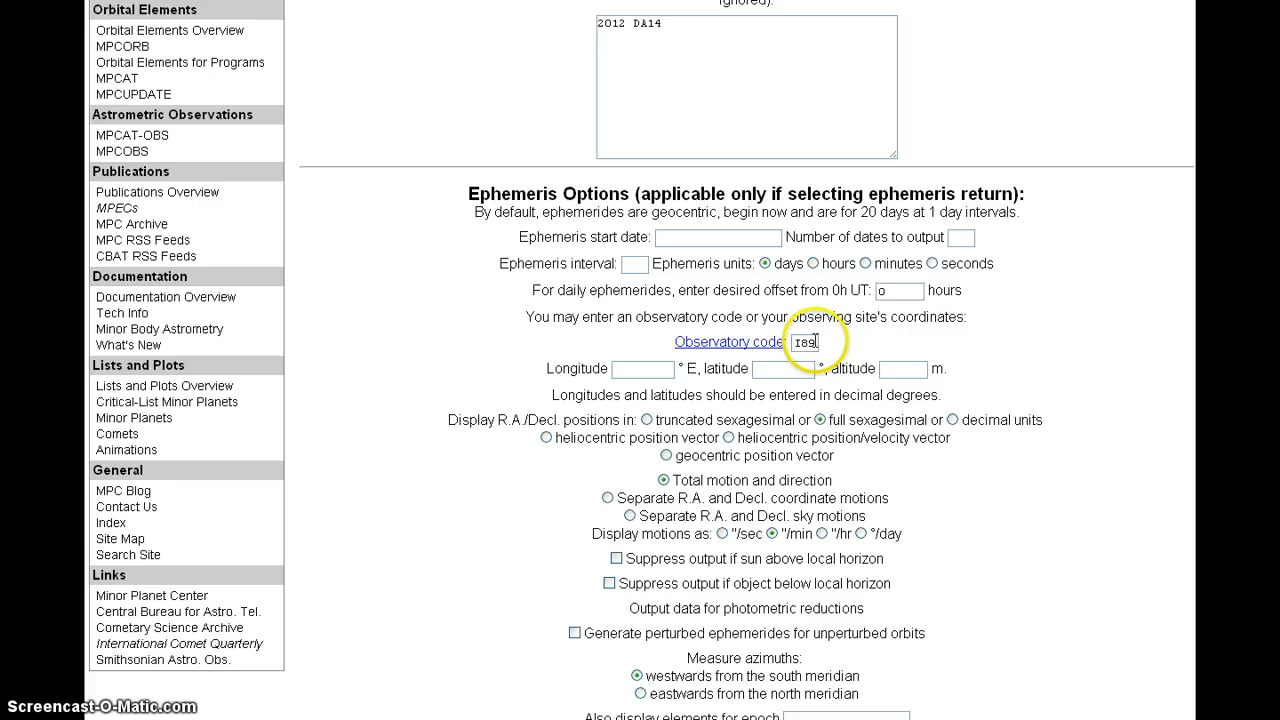 Orbital Elements
Orbital Elements Overview
MPCORB
Orbital Elements for Programs
MPCAT
MPCUPDATE
Astrometric Observations
MPCAT-OBS
MPCOBS
Publications
Publications Overview
MPECs
MPC Archive
MPC RSS Feeds
CBAT RSS Feeds
Documentation
Documentation Overview
Tech Info
Minor Body Astrometry
What's New
Lists and Plots
Lists and Plots Overview
Critical-List Minor Planets
Minor Planets
Comets
Animations
General
MPC Blog
Contact Us
Index
Site Map
Search Site
Links
Minor Planet Center
Central Bureau for Astro. Tel.
Cometary Science Archive
International Comet Quarterly
Smithsonian Astro. Obs.
ignored):
2012 DA14
Ephemeris Options (applicable only if selecting ephemeris return):
By default, ephemerides are geocentric, begin now and are for 20 days at 1 day intervals.
Ephemeris start date: Number of dates to output
Ephemeris interval: Ephemeris units: days hours minutes seconds
For daily ephemerides, enter desired offset from 0h UT: 0 hours
You may enter an observatory code or your observing site's coordinates:
Observatory code: I89
Longitude ° E, latitude °, altitude m.
Longitudes and latitudes should be entered in decimal degrees.
Display R.A./Decl. positions in: truncated sexagesimal or full sexagesimal or decimal units
heliocentric position vector heliocentric position/velocity vector
geocentric position vector
Total motion and direction
Separate R.A. and Decl. coordinate motions
Separate R.A. and Decl. sky motions
Display motions as: "/sec "/min "/hr °/day
Suppress output if sun above local horizon
Suppress output if object below local horizon
Output data for photometric reductions
Generate perturbed ephemerides for unperturbed orbits
Measure azimuths:
westwards from the south meridian
eastwards from the north meridian
Also display elements for epoch
Screencast-O-Matic.com